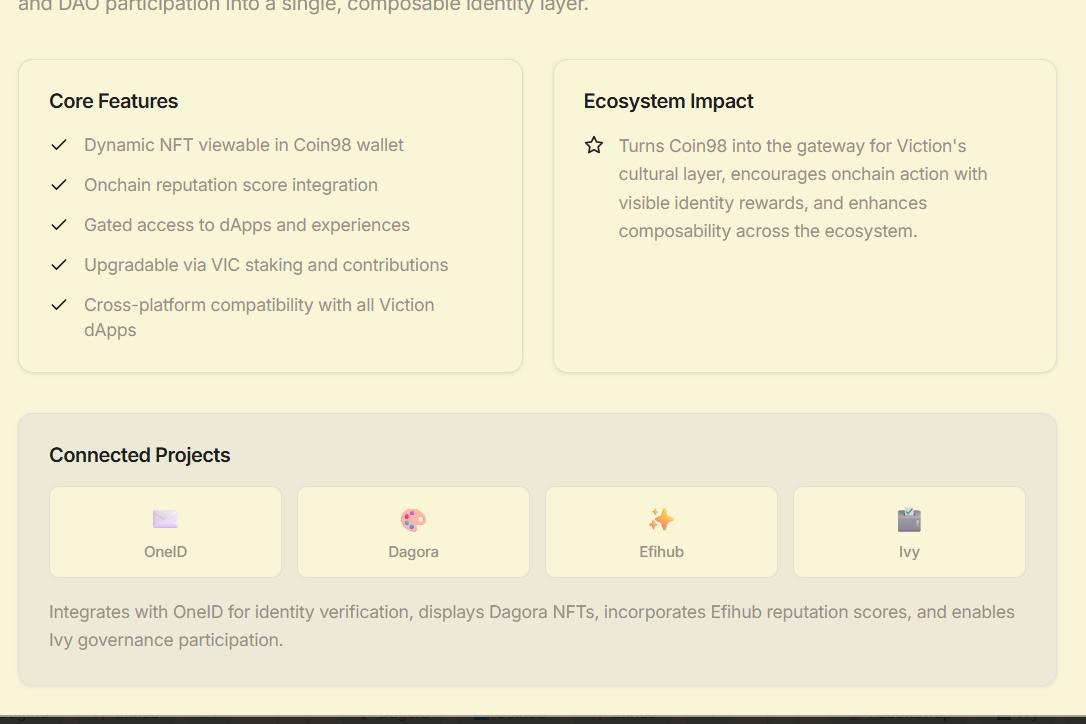 and DAO participation into a single, composable identity layer.
Core Features
Dynamic NFT viewable in Coin98 wallet
Onchain reputation score integration
Gated access to dApps and experiences
Upgradable via VIC staking and contributions
Cross-platform compatibility with all Viction
dApps
Ecosystem Impact
Turns Coin98 into the gateway for Viction's
cultural layer, encourages onchain action with
visible identity rewards, and enhances
composability across the ecosystem.
Connected Projects
OneID
Dagora
Efihub
Ivy
Integrates with OneID for identity verification, displays Dagora NFTs, incorporates Efihub reputation scores, and enables
Ivy governance participation.